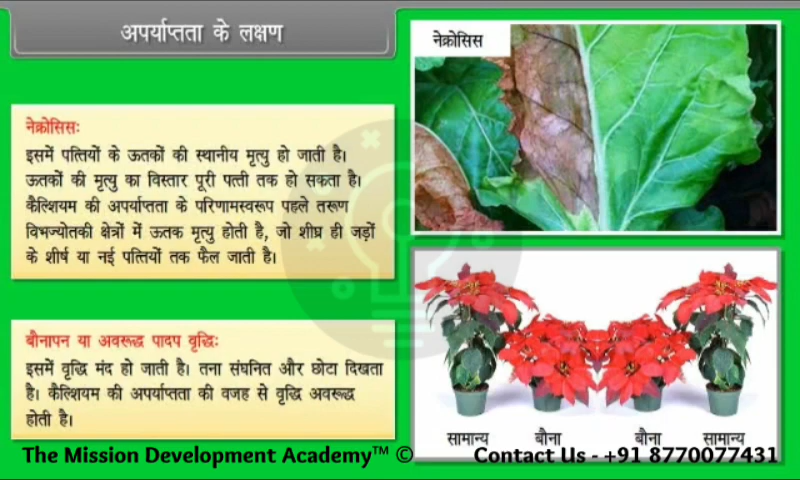 अपर्याप्तता के लक्षण
नेक्रोसिस
नेक्रोसिसः
इसमें पत्तियों के ऊतकों की स्थानीय मृत्यु हो जाती है।
ऊतकों की मृत्यु का विस्तार पूरी पत्ती तक हो सकता है।
कैल्शियम की अपर्याप्तता के परिणामस्वरूप पहले तरूण
विभज्योतकी क्षेत्रों में ऊतक मृत्यु होती है, जो शीघ्र ही जड़ों
के शीर्ष या नई पत्तियों तक फैल जाती है।
बौनापन या अवरूद्ध पादप वृद्धिः
इसमें वृद्धि मंद हो जाती है। तना संघनित और छोटा दिखता
है। कैल्शियम की अपर्याप्तता की वजह से वृद्धि अवरूद्ध
होती है।
सामान्य बौना बौना सामान्य
The Mission Development Academy™ © Contact Us - +91 8770077431